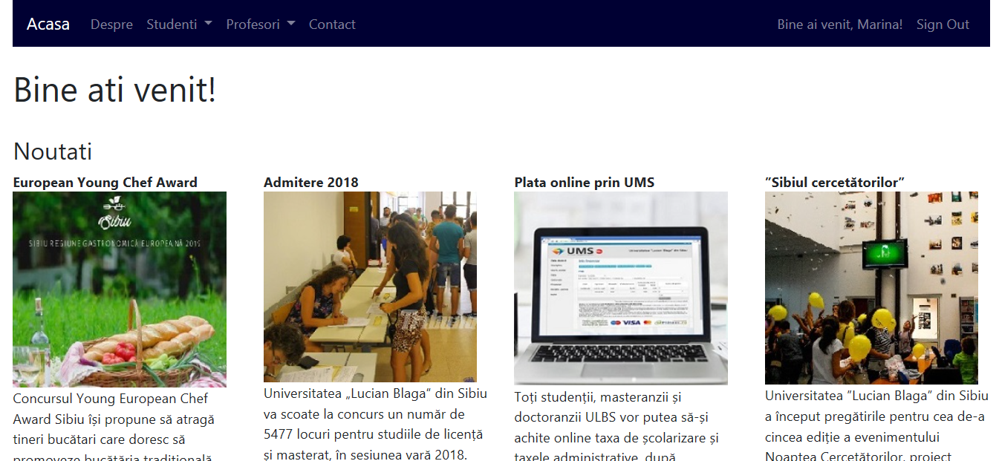 Acasa Despre Studenti Profesori Contact Bine ai venit, Marina! Sign Out
Bine ati venit!
Noutati
European Young Chef Award
Sibiu
SIBIU REGIUNE GASTRONOMICĂ EUROPEANĂ 2019
Concursul Young European Chef
Award Sibiu își propune să atragă
tineri bucătari care doresc să
promoveze bucătăria tradițională
Admitere 2018
Universitatea „Lucian Blaga” din Sibiu
va scoate la concurs un număr de
5477 locuri pentru studiile de licență
și masterat, în sesiunea vară 2018.
Plata online prin UMS
UMS
Universitatea "Lucian Blaga" din Sibiu
VISA
Toți studenții, masteranzii și
doctoranzii ULBS vor putea să-și
achite online taxa de școlarizare și
taxele administrative, după
”Sibiul cercetătorilor”
Universitatea ”Lucian Blaga” din Sibiu
a început pregătirile pentru cea de-a
cincea ediție a evenimentului
Noaptea Cercetătorilor, proiect